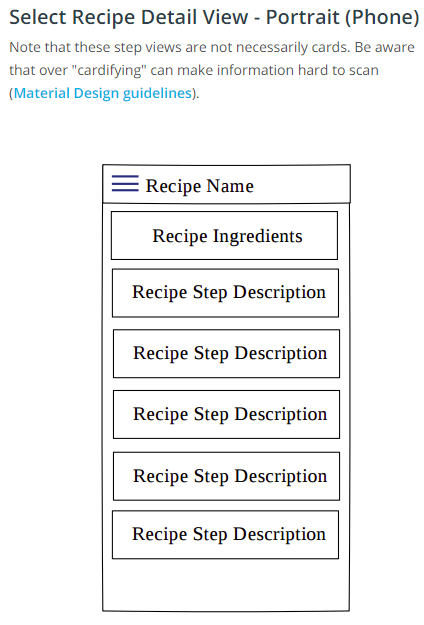 Select Recipe Detail View - Portrait (Phone)
Note that these step views are not necessarily cards. Be aware
that over "cardifying" can make information hard to scan
(Material Design guidelines).
Recipe Name
Recipe Ingredients
Recipe Step Description
Recipe Step Description
Recipe Step Description
Recipe Step Description
Recipe Step Description